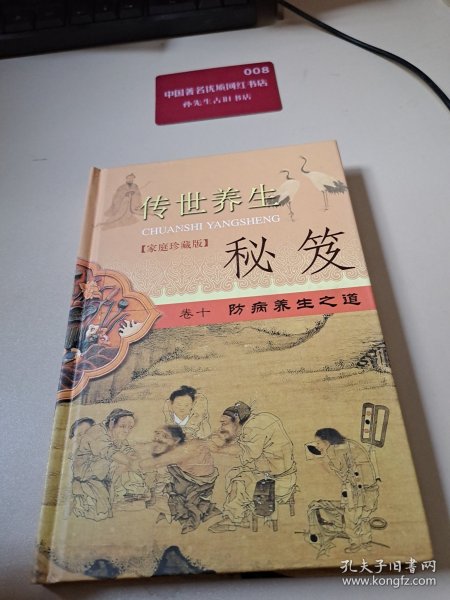 008
中国著名优质网红书店
孙先生古旧书店
传世养生
CHUANSHI YANGSHENG
【家庭珍藏版】
秘笈
卷十 防病养生之道
孔夫子旧书网
www.kongfz.com